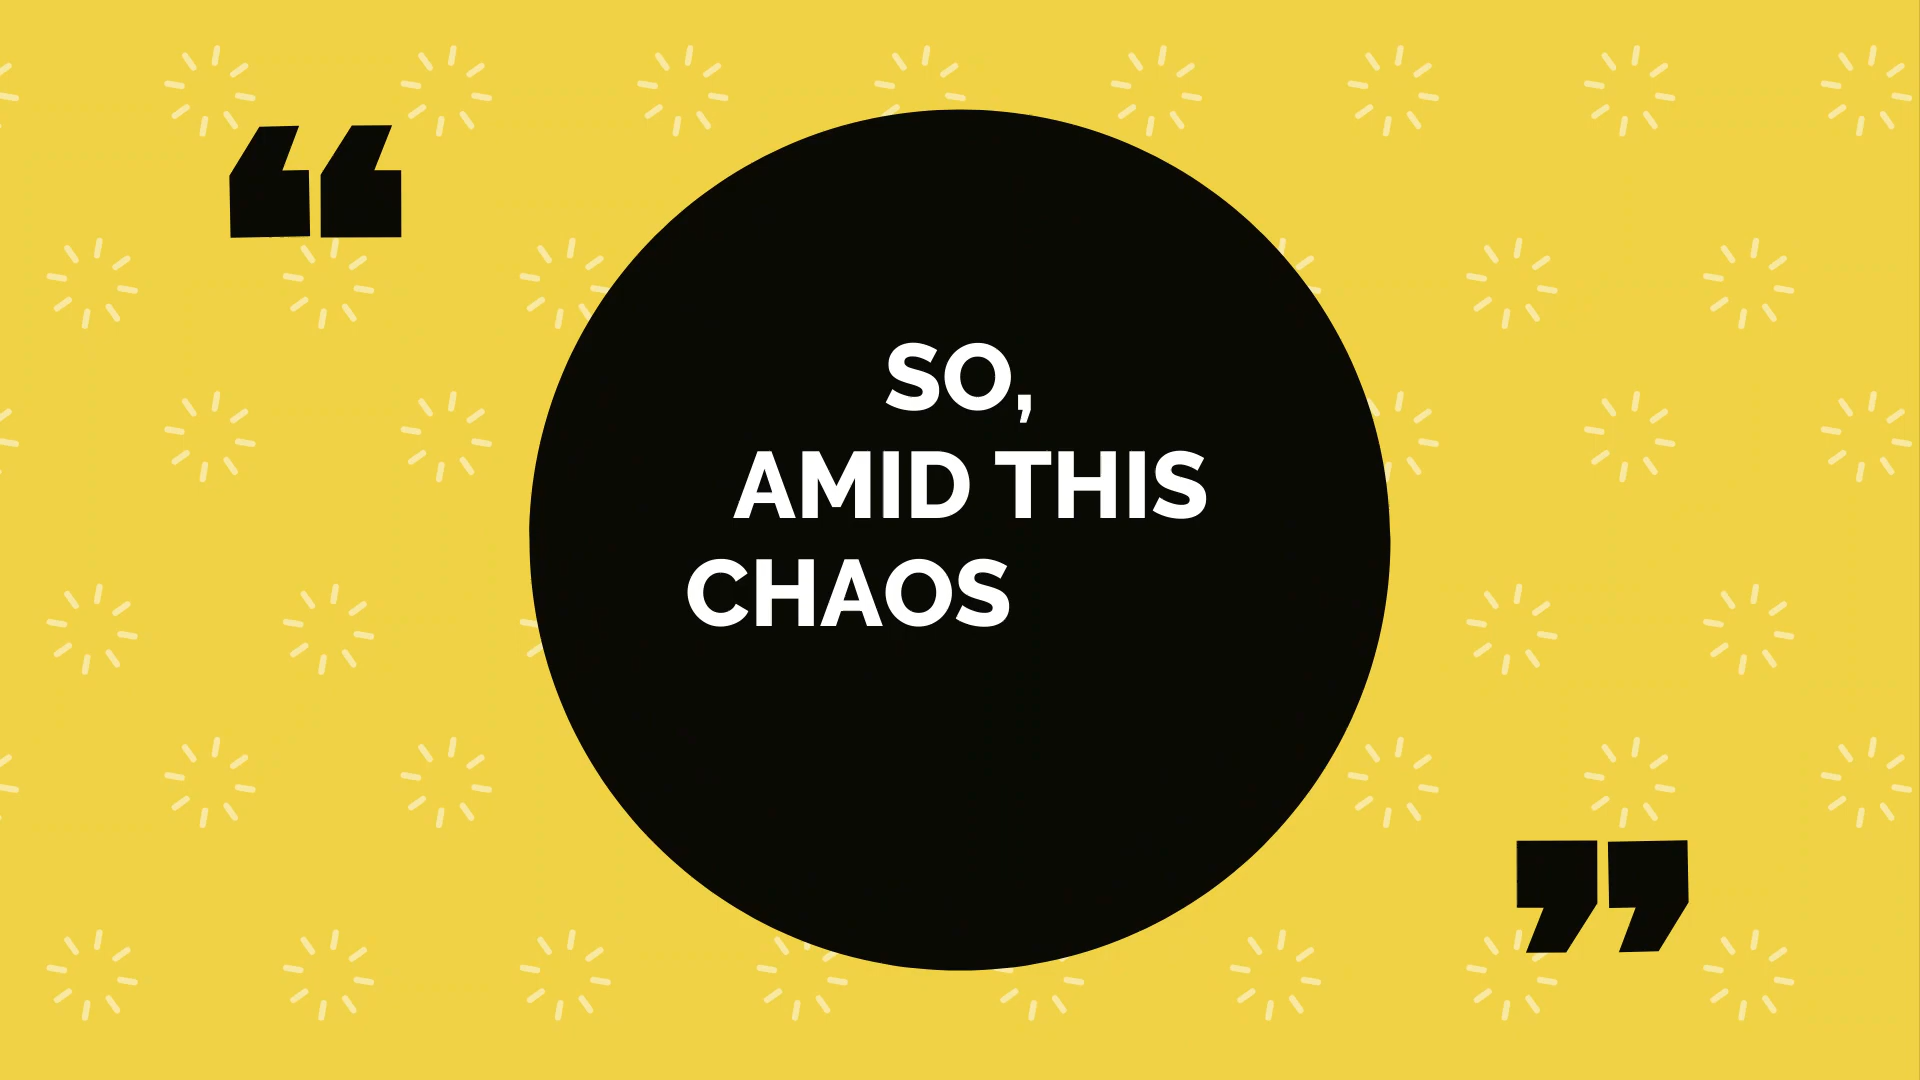 “
SO,
AMID THIS
CHAOS
”